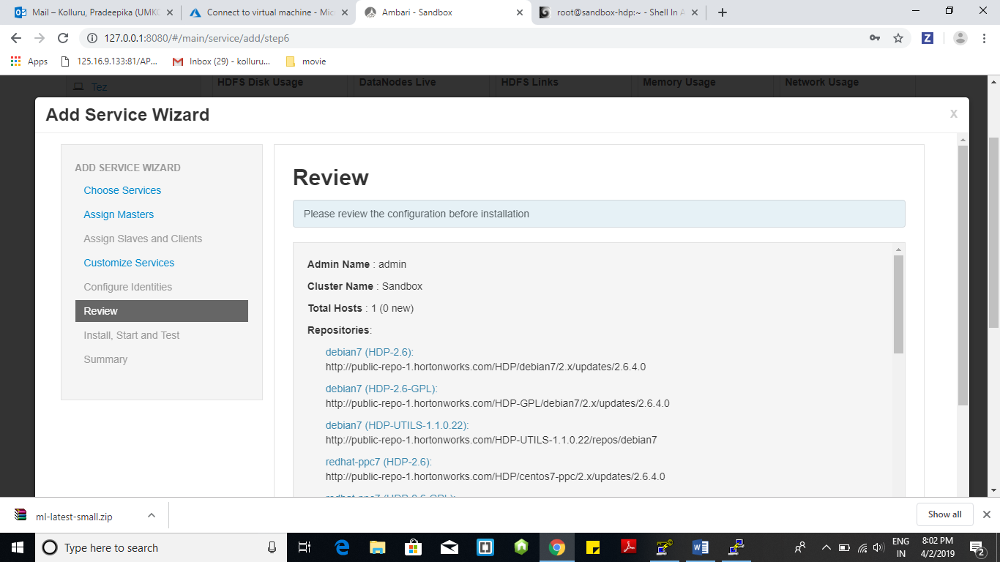 Mail – Kolluru, Pradeepika (UMKC
Connect to virtual machine - Mic
Ambari - Sandbox
root@sandbox-hdp:~ - Shell In A
127.0.0.1:8080/#/main/service/add/step6
Z
Apps
125.16.9.133:81/AP...
Inbox (29) - kolluru...
movie
Tez
HDFS Disk Usage
DataNodes Live
HDFS Links
Memory Usage
Network Usage
Add Service Wizard
x
ADD SERVICE WIZARD
Choose Services
Assign Masters
Assign Slaves and Clients
Customize Services
Configure Identities
Review
Install, Start and Test
Summary
Review
Please review the configuration before installation
Admin Name : admin
Cluster Name : Sandbox
Total Hosts : 1 (0 new)
Repositories:
debian7 (HDP-2.6):
http://public-repo-1.hortonworks.com/HDP/debian7/2.x/updates/2.6.4.0
debian7 (HDP-2.6-GPL):
http://public-repo-1.hortonworks.com/HDP-GPL/debian7/2.x/updates/2.6.4.0
debian7 (HDP-UTILS-1.1.0.22):
http://public-repo-1.hortonworks.com/HDP-UTILS-1.1.0.22/repos/debian7
redhat-ppc7 (HDP-2.6):
http://public-repo-1.hortonworks.com/HDP/centos7-ppc/2.x/updates/2.6.4.0
redhat-ppc7 (HDP-2.6-GPL):
ml-latest-small.zip
Show all
Type here to search
ENG
IN
8:02 PM
4/2/2019
2